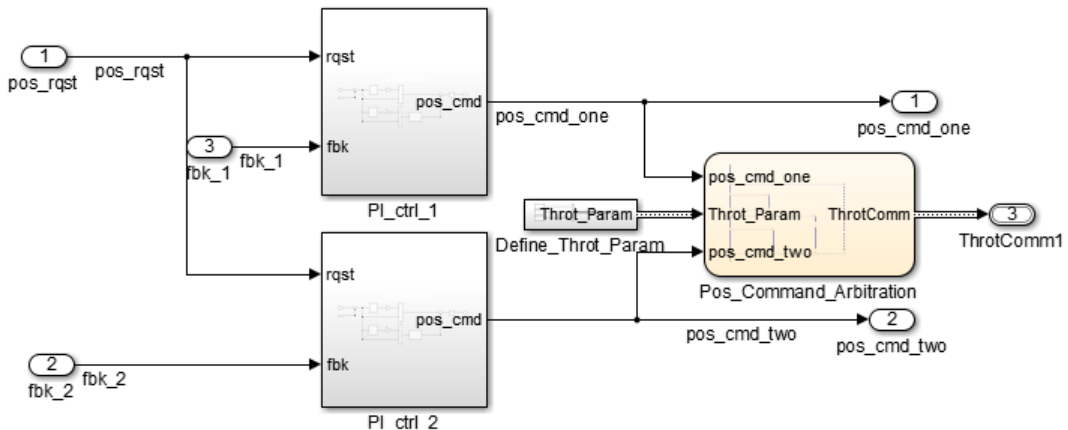 1
pos_rqst
pos_rqst
3
fbk_1
fbk_1
2
fbk_2
fbk_2
rqst
fbk
pos_cmd
PI_ctrl_1
rqst
fbk
pos_cmd
PI_ctrl_2
pos_cmd_one
1
pos_cmd_one
Throt_Param
Define_Throt_Param
pos_cmd_one
Throt_Param
pos_cmd_two
ThrotComm
Pos_Command_Arbitration
3
ThrotComm1
pos_cmd_two
2
pos_cmd_two